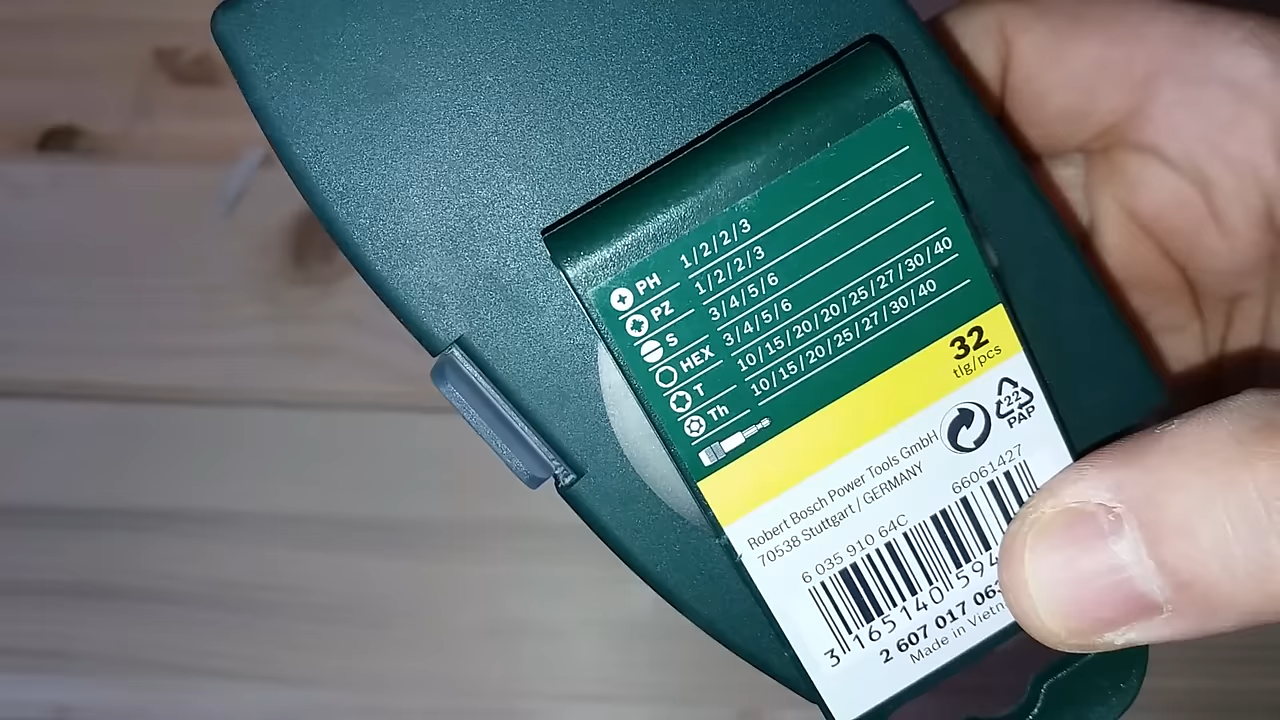 PH 1/2/2/3
PZ 1/2/2/3
S 3/4/5/6
HEX 3/4/5/6
T 10/15/20/20/25/27/30/40
Th 10/15/20/25/27/30/40
32
tlg/pcs
22
PAP
Robert Bosch Power Tools GmbH
70538 Stuttgart / GERMANY
66061427
6 035 910 64C
3 165140 594
2 607 017 06
Made in